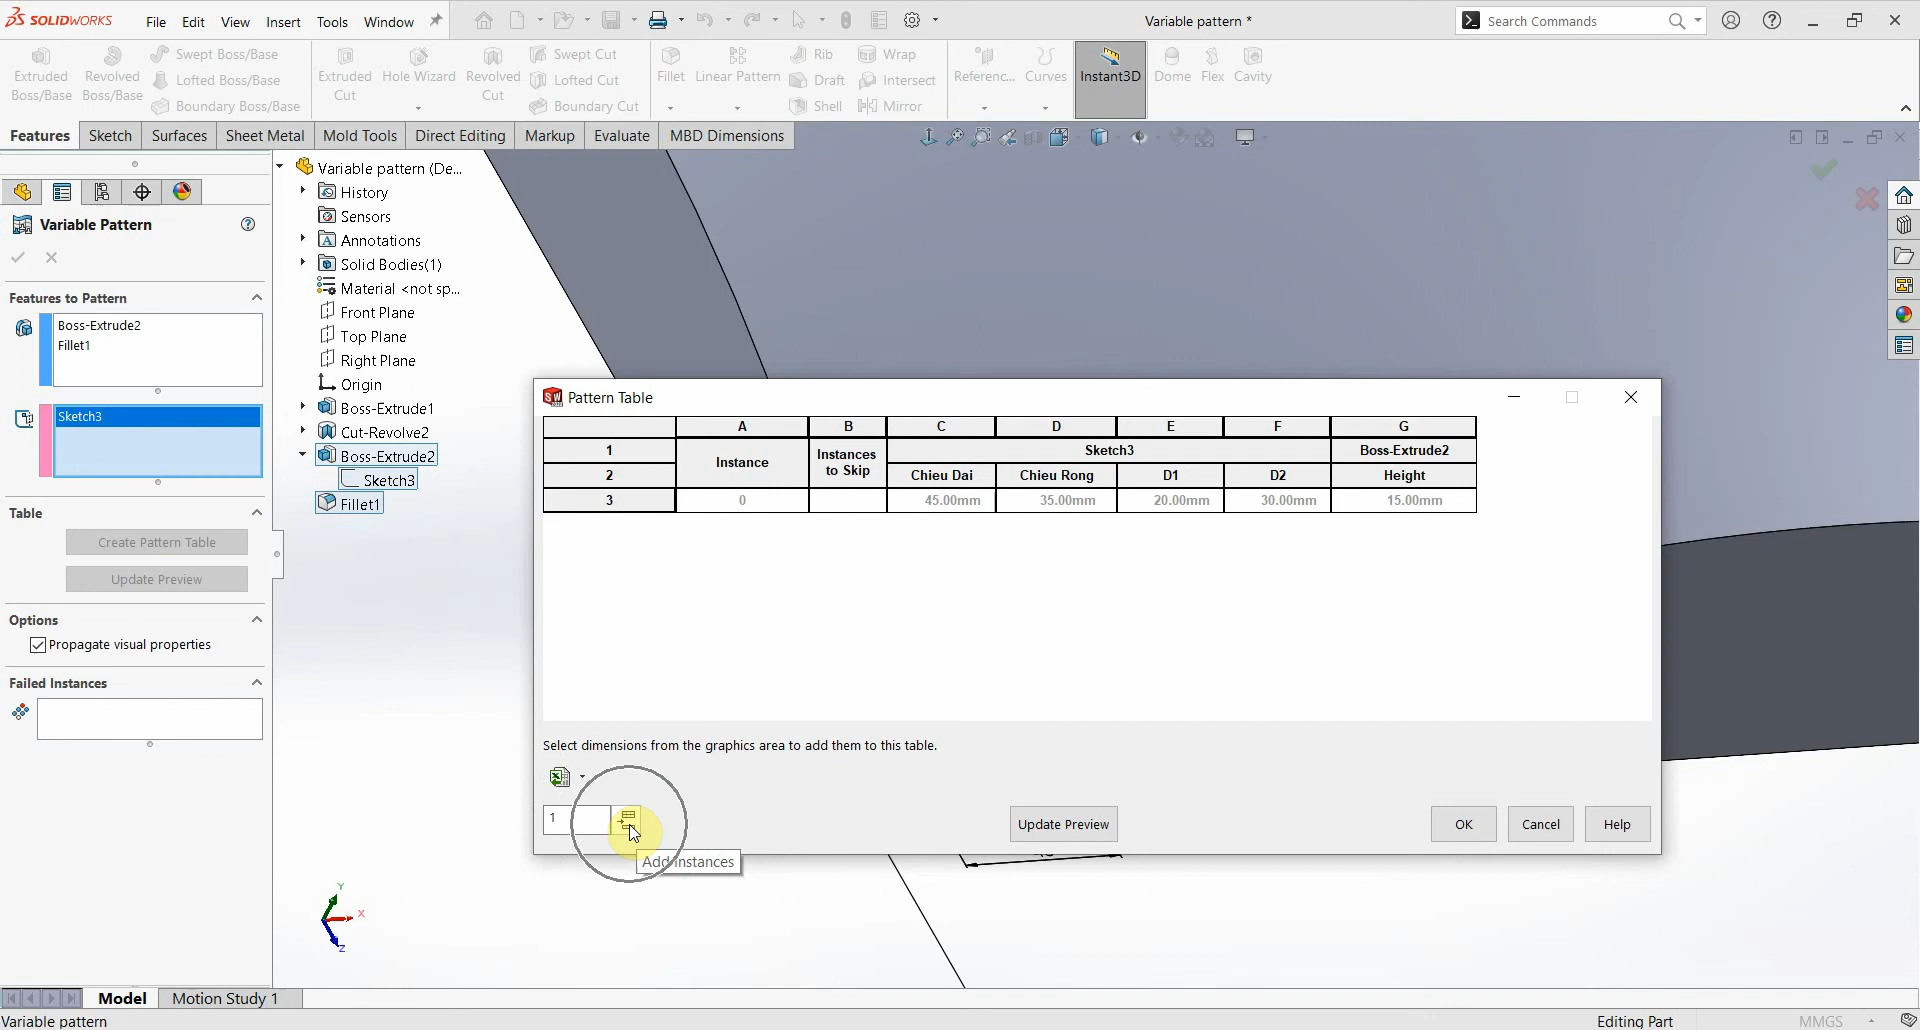 SOLIDWORKS
File Edit View Insert Tools Window
Variable pattern *
Search Commands
Extruded Boss/Base
Revolved Boss/Base
Swept Boss/Base
Lofted Boss/Base
Boundary Boss/Base
Extruded Cut
Hole Wizard
Revolved Cut
Swept Cut
Lofted Cut
Boundary Cut
Fillet
Linear Pattern
Rib
Draft
Shell
Wrap
Intersect
Mirror
Referenc...
Curves
Instant3D
Dome
Flex
Cavity
Features Sketch Surfaces Sheet Metal Mold Tools Direct Editing Markup Evaluate MBD Dimensions
Variable Pattern
Features to Pattern
Boss-Extrude2
Fillet1
Sketch3
Table
Create Pattern Table
Update Preview
Options
Propagate visual properties
Failed Instances
Variable pattern (De...
History
Sensors
A Annotations
Solid Bodies(1)
Material <not sp...
Front Plane
Top Plane
Right Plane
Origin
Boss-Extrude1
Cut-Revolve2
Boss-Extrude2
Sketch3
Fillet1
SW Pattern Table
A B C D E F G
1 Instance Instances to Skip Sketch3 Boss-Extrude2
2 Chieu Dai Chieu Rong D1 D2 Height
3 0 45.00mm 35.00mm 20.00mm 30.00mm 15.00mm
Select dimensions from the graphics area to add them to this table.
1
Update Preview OK Cancel Help
Add instances
Y
X
Z
Model Motion Study 1
Variable pattern
Editing Part MMGS